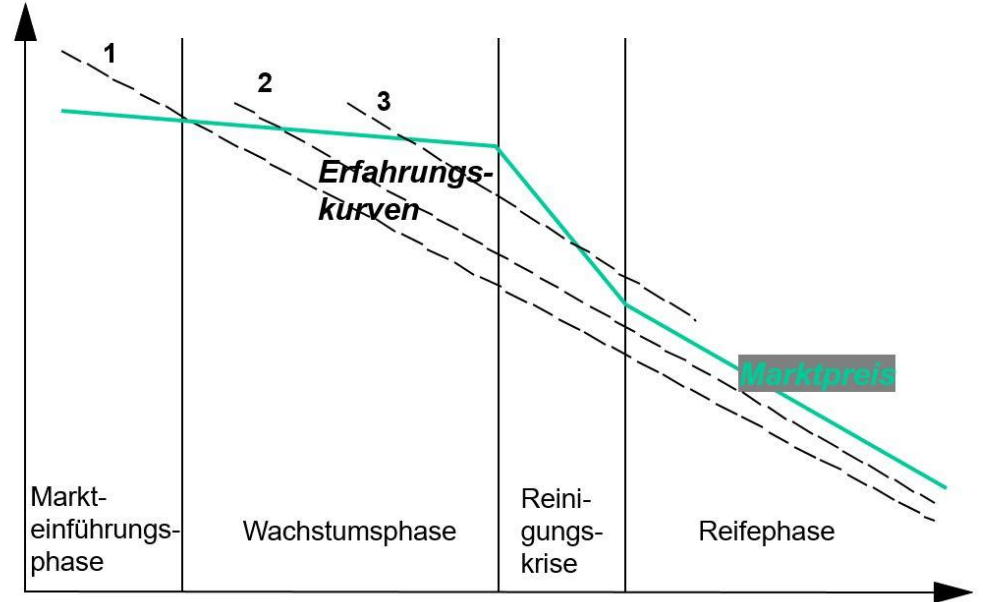 1
2
3
Erfahrungs-
kurven
Marktpreis
Markt-
einführungs-
phase
Wachstumsphase
Reini-
gungs-
krise
Reifephase